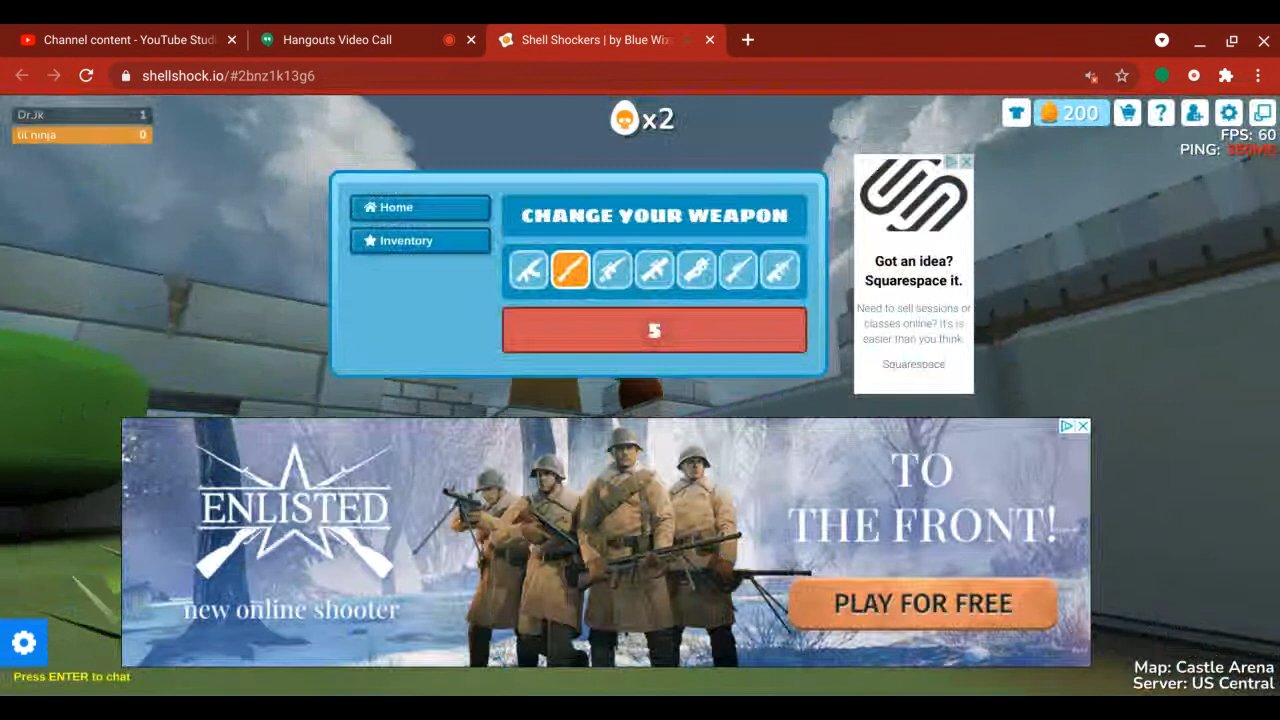 Channel content - YouTube Studi
Hangouts Video Call
Shell Shockers | by Blue Wiz
shellshock.io/#2bnz1k13g6
Dr.Jk 1
lil ninja 0
x2
200
FPS: 60
PING: 350MS
Home
Inventory
CHANGE YOUR WEAPON
5
Got an idea?
Squarespace it.
Need to sell sessions or
classes online? It's is
easier than you think.
Squarespace
ENLISTED
new online shooter
TO
THE FRONT!
PLAY FOR FREE
Press ENTER to chat
Map: Castle Arena
Server: US Central